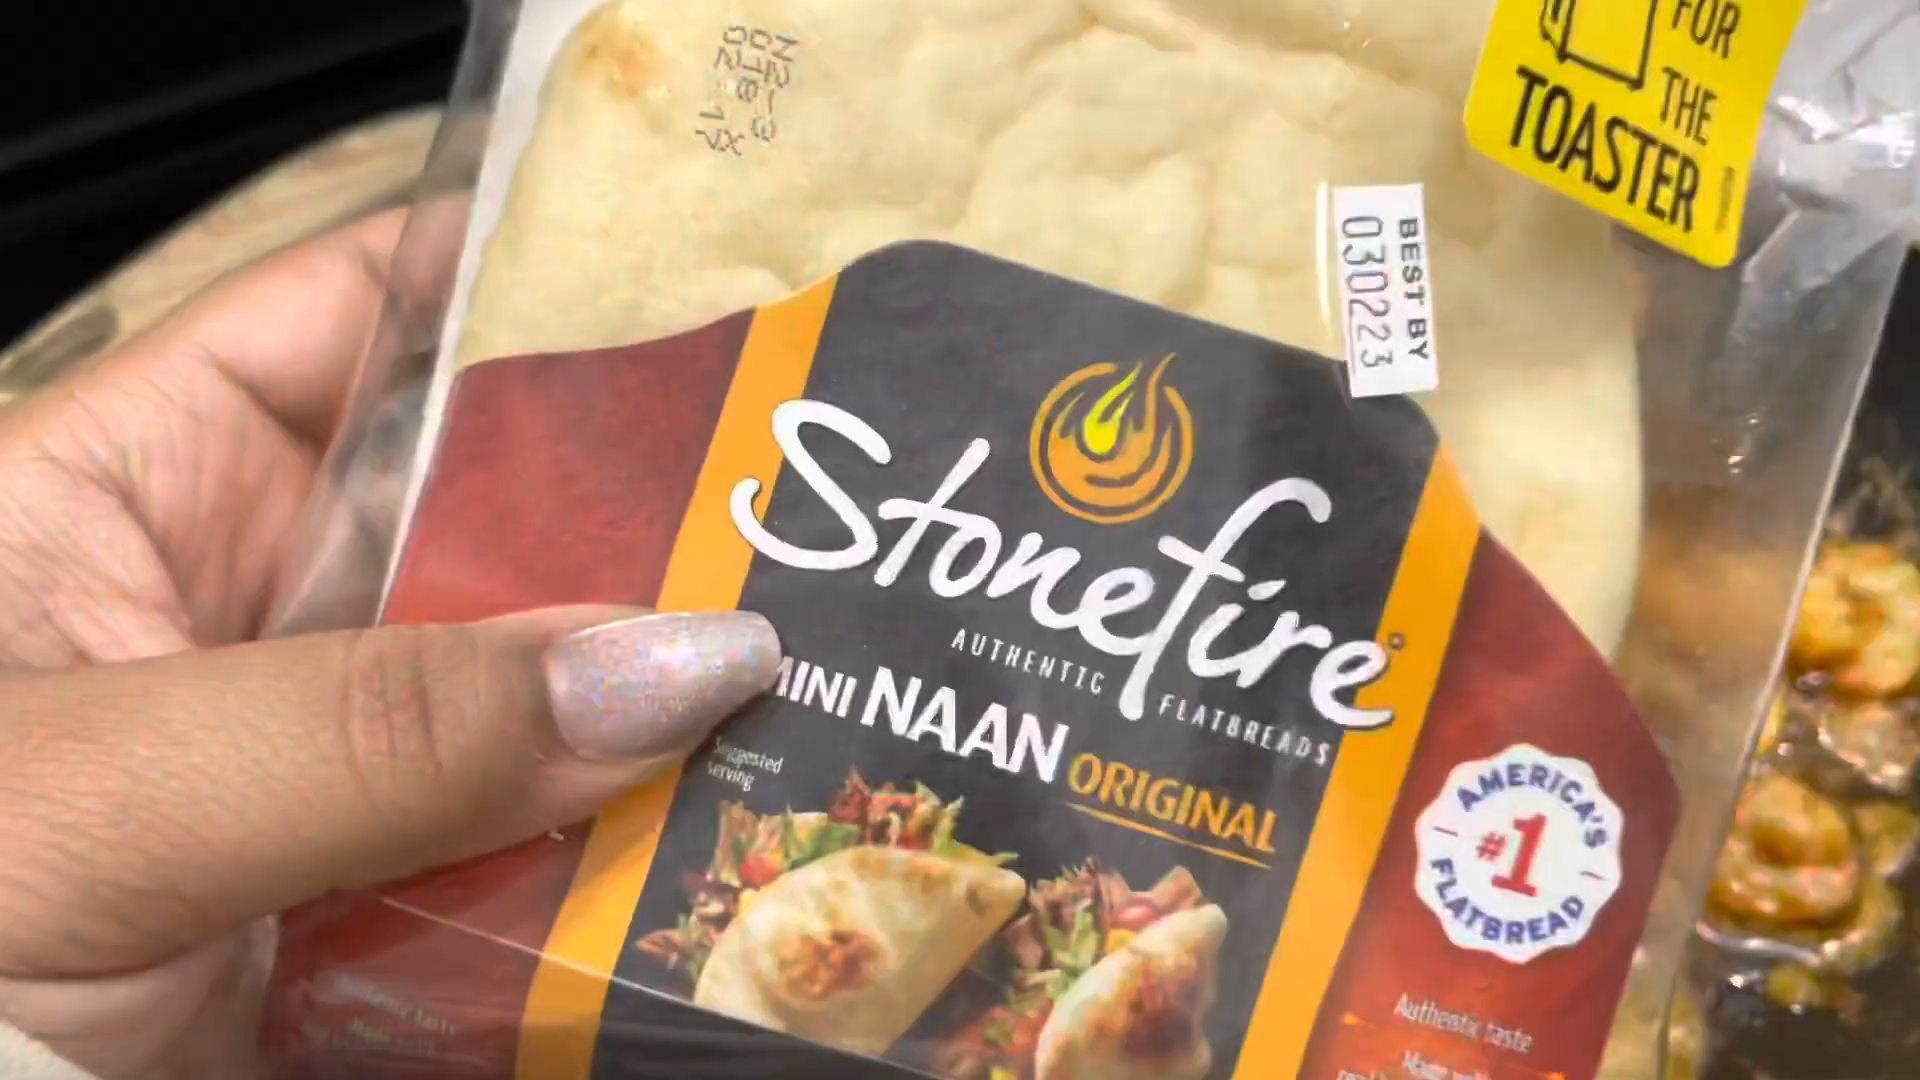 FOR
THE
TOASTER
BEST BY
030223
Stonefire
AUTHENTIC FLATBREADS
MINI NAAN ORIGINAL
Suggested
serving
AMERICA'S
#1
FLATBREAD
Authentic taste